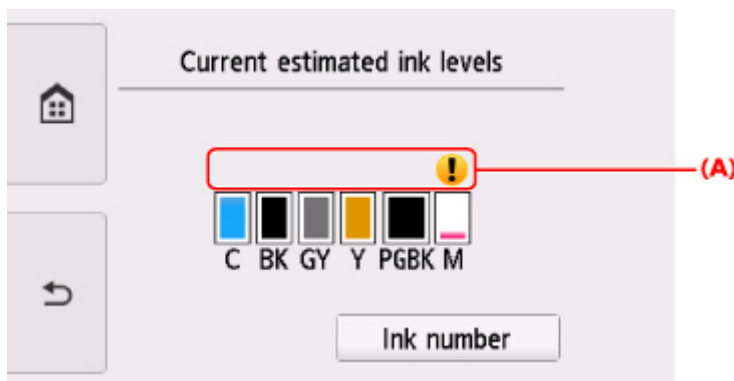 Current estimated ink levels
!
(A)
C BK GY Y PGBK M
Ink number